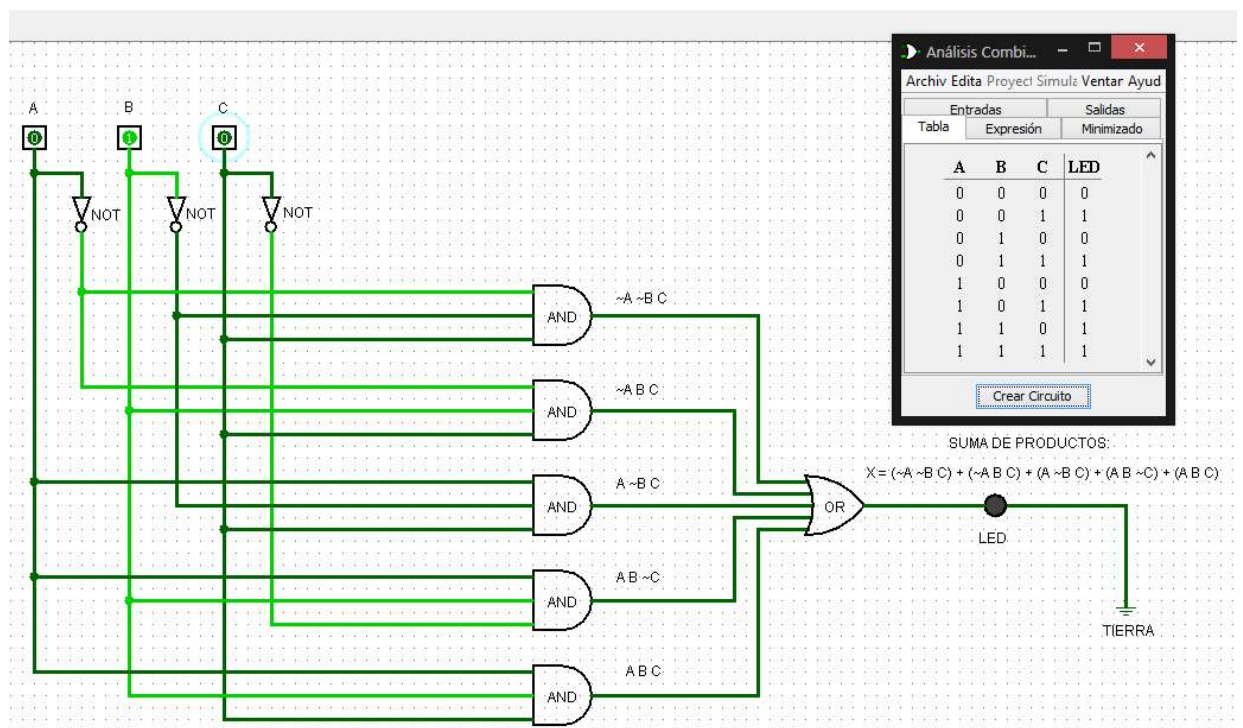 A B C
0 1 0
NOT NOT NOT
~A ~B C
AND
~A B C
AND
A ~B C
AND
A B ~C
AND
A B C
AND
OR
Análisis Combi...
Archiv Edita Proyect Simula Ventar Ayud
Entradas Salidas
Tabla Expresión Minimizado
A B C LED
0 0 0 0
0 0 1 1
0 1 0 0
0 1 1 1
1 0 0 0
1 0 1 1
1 1 0 1
1 1 1 1
Crear Circuito
SUMA DE PRODUCTOS:
X = (~A ~B C) + (~A B C) + (A ~B C) + (A B ~C) + (A B C)
LED
TIERRA